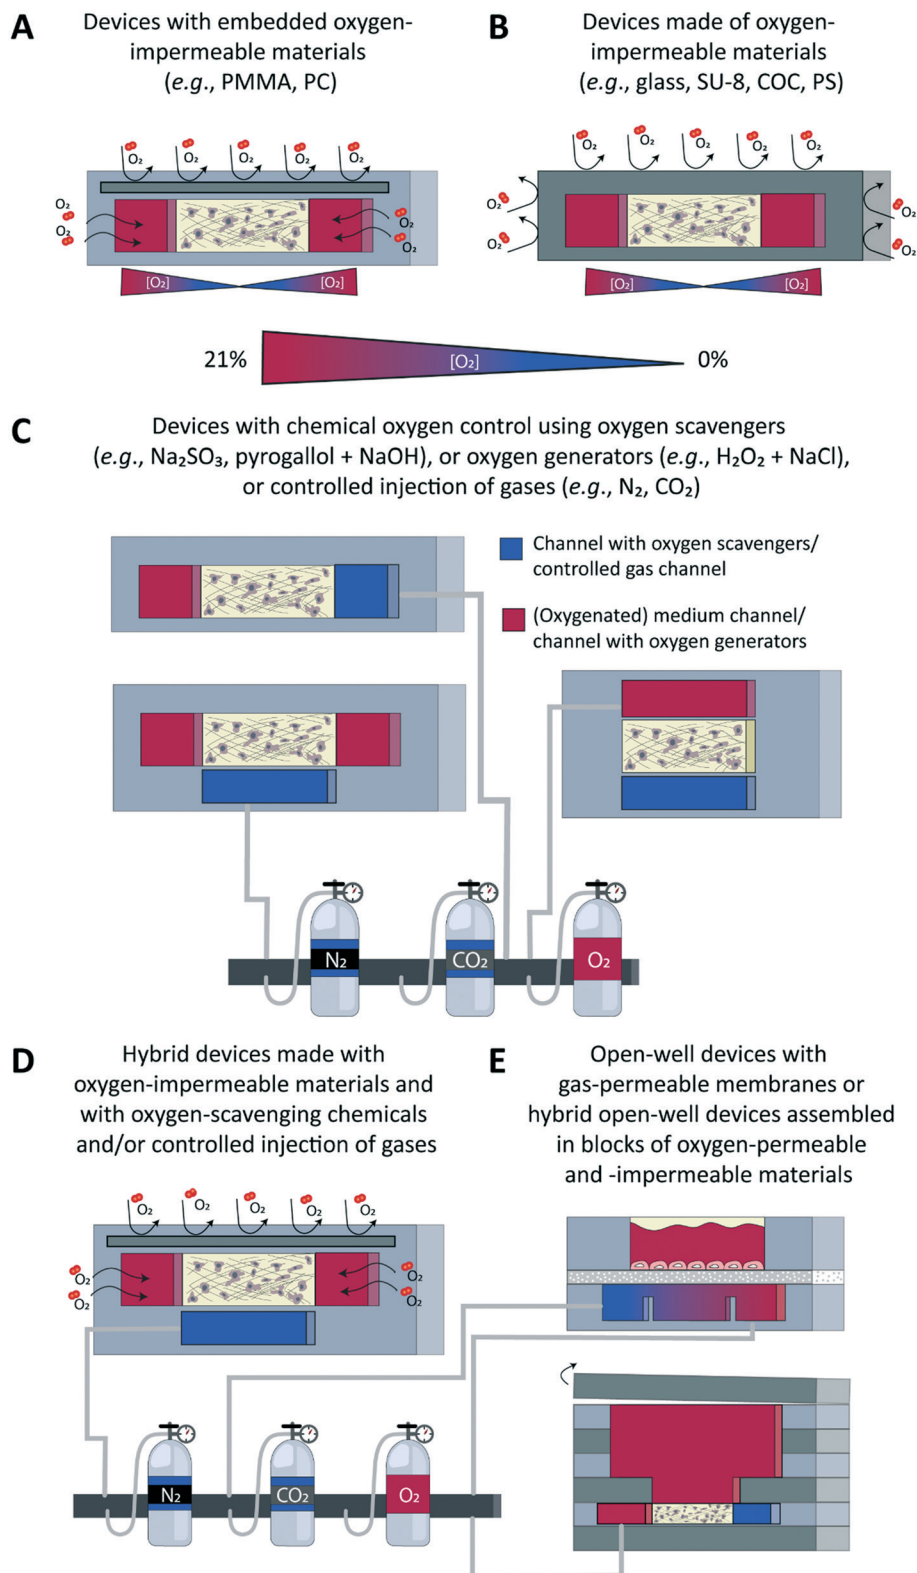 A
Devices with embedded oxygen-
impermeable materials
(e.g., PMMA, PC)
O₂ O₂ O₂ O₂ O₂
O₂
O₂
O₂
O₂
[O₂] [O₂]
B
Devices made of oxygen-
impermeable materials
(e.g., glass, SU-8, COC, PS)
O₂ O₂ O₂ O₂ O₂
O₂
O₂
O₂
O₂
[O₂] [O₂]
21% [O₂] 0%
C
Devices with chemical oxygen control using oxygen scavengers
(e.g., Na₂SO₃, pyrogallol + NaOH), or oxygen generators (e.g., H₂O₂ + NaCl),
or controlled injection of gases (e.g., N₂, CO₂)
Channel with oxygen scavengers/
controlled gas channel
(Oxygenated) medium channel/
channel with oxygen generators
N₂ CO₂ O₂
D
Hybrid devices made with
oxygen-impermeable materials and
with oxygen-scavenging chemicals
and/or controlled injection of gases
O₂ O₂ O₂ O₂ O₂
O₂
O₂
O₂
O₂
N₂ CO₂ O₂
E
Open-well devices with
gas-permeable membranes or
hybrid open-well devices assembled
in blocks of oxygen-permeable
and -impermeable materials